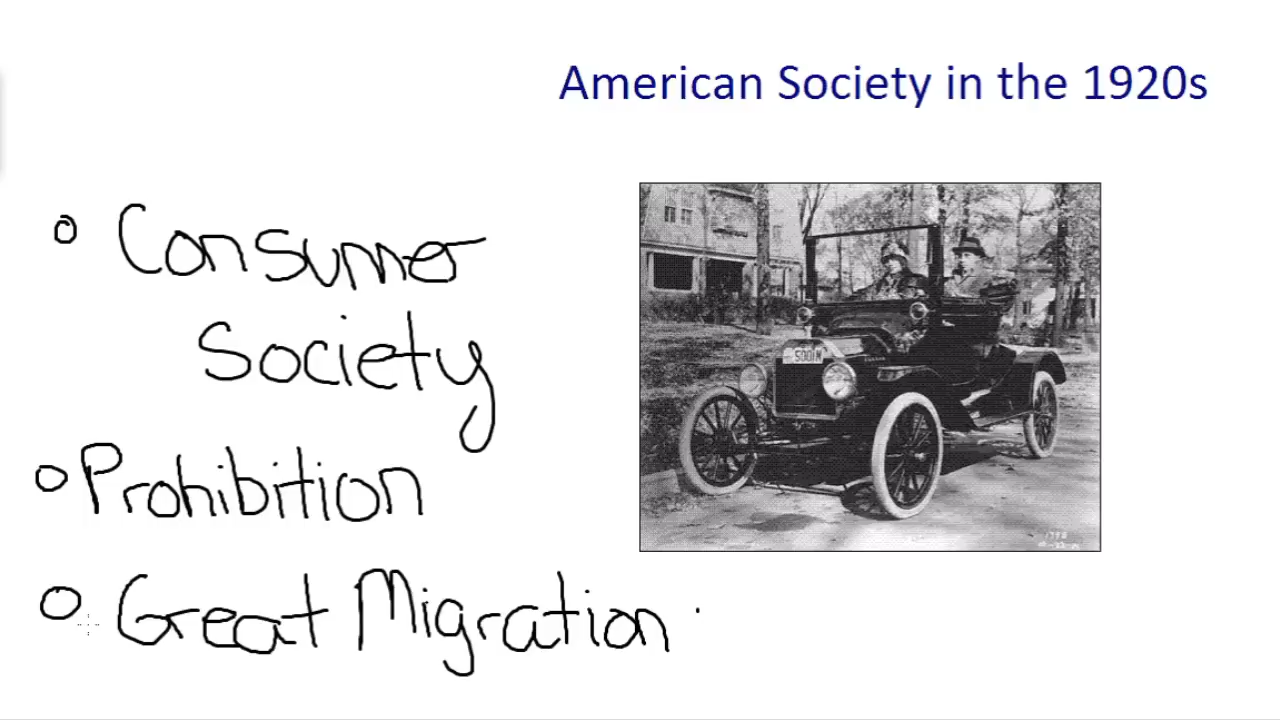 American Society in the 1920s
Consumer
Society
Prohibition
Great Migration